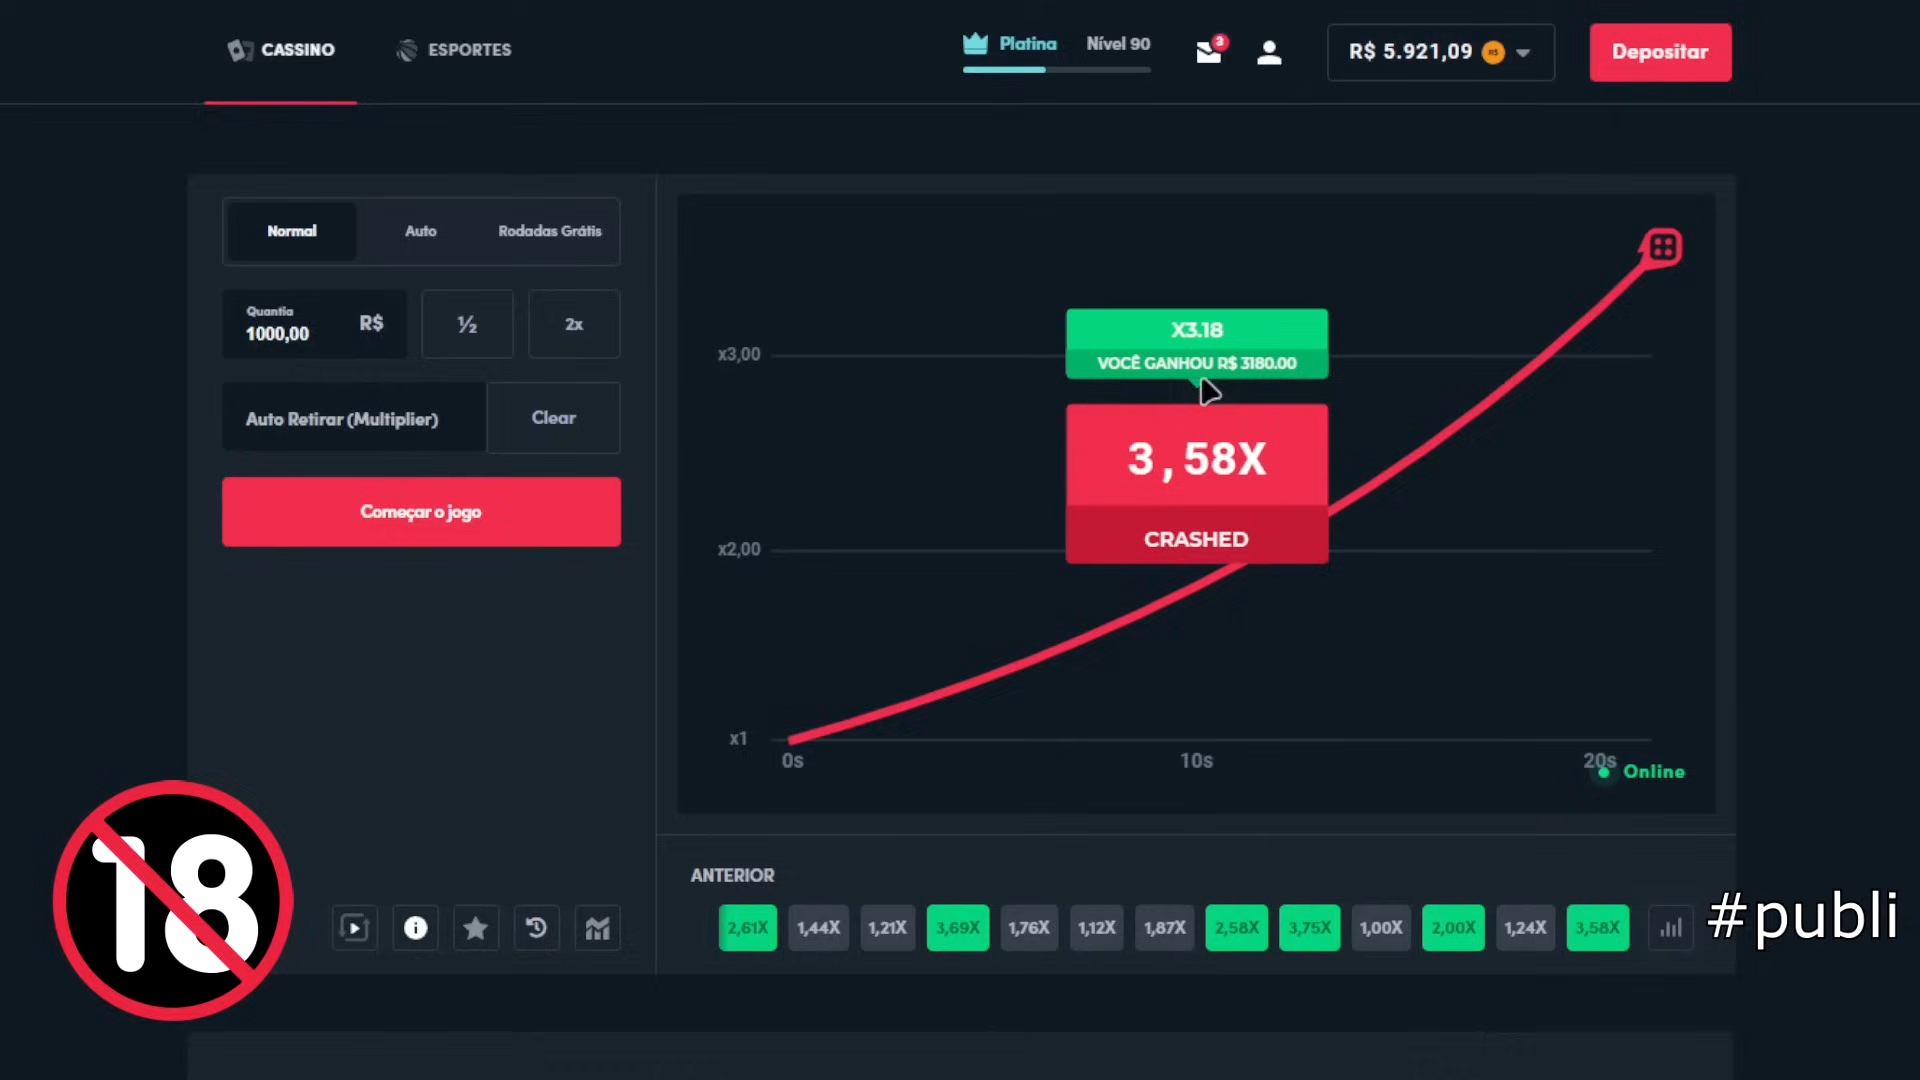 CASSINO
ESPORTES
Platina
Nível 90
3
R$ 5.921,09
R$
Depositar
Normal
Auto
Rodadas Grátis
Quantia
1000,00
R$
½
2x
Auto Retirar (Multiplier)
Clear
Começar o jogo
X3.18
VOCÊ GANHOU R$ 3180.00
3,58X
CRASHED
x3,00
x2,00
x1
0s
10s
20s
Online
ANTERIOR
2,61X
1,44X
1,21X
3,69X
1,76X
1,12X
1,87X
2,58X
3,75X
1,00X
2,00X
1,24X
3,58X
18
#publi